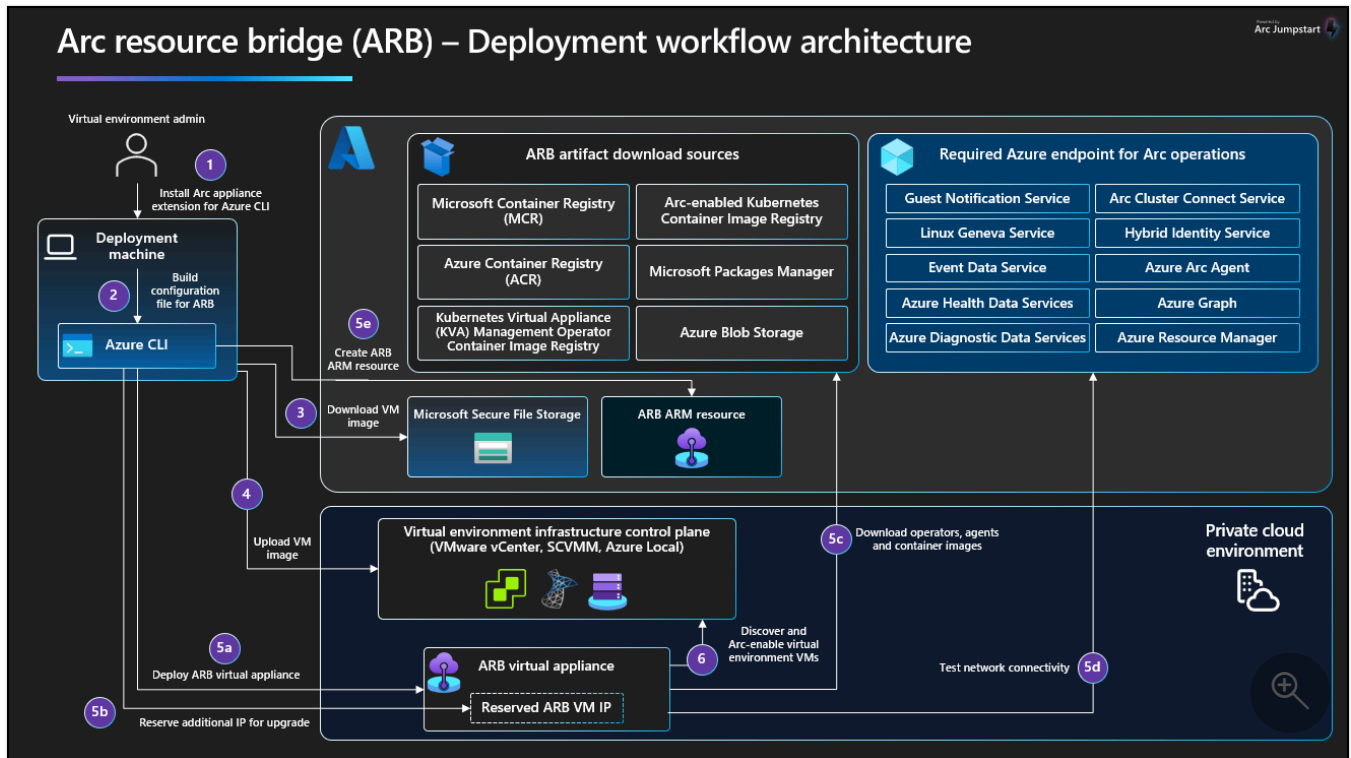 Arc resource bridge (ARB) – Deployment workflow architecture
Powered by
Arc Jumpstart
Virtual environment admin
1
Install Arc appliance
extension for Azure CLI
Deployment
machine
2
Build
configuration
file for ARB
Azure CLI
ARB artifact download sources
Microsoft Container Registry
(MCR)
Arc-enabled Kubernetes
Container Image Registry
Azure Container Registry
(ACR)
Microsoft Packages Manager
Kubernetes Virtual Appliance
(KVA) Management Operator
Container Image Registry
Azure Blob Storage
Required Azure endpoint for Arc operations
Guest Notification Service
Arc Cluster Connect Service
Linux Geneva Service
Hybrid Identity Service
Event Data Service
Azure Arc Agent
Azure Health Data Services
Azure Graph
Azure Diagnostic Data Services
Azure Resource Manager
5e
Create ARB
ARM resource
3
Download VM
image
Microsoft Secure File Storage
ARB ARM resource
4
Upload VM
image
Virtual environment infrastructure control plane
(VMware vCenter, SCVMM, Azure Local)
5c
Download operators, agents
and container images
Private cloud
environment
5a
Deploy ARB virtual appliance
ARB virtual appliance
Reserved ARB VM IP
6
Discover and
Arc-enable virtual
environment VMs
Test network connectivity
5d
5b
Reserve additional IP for upgrade